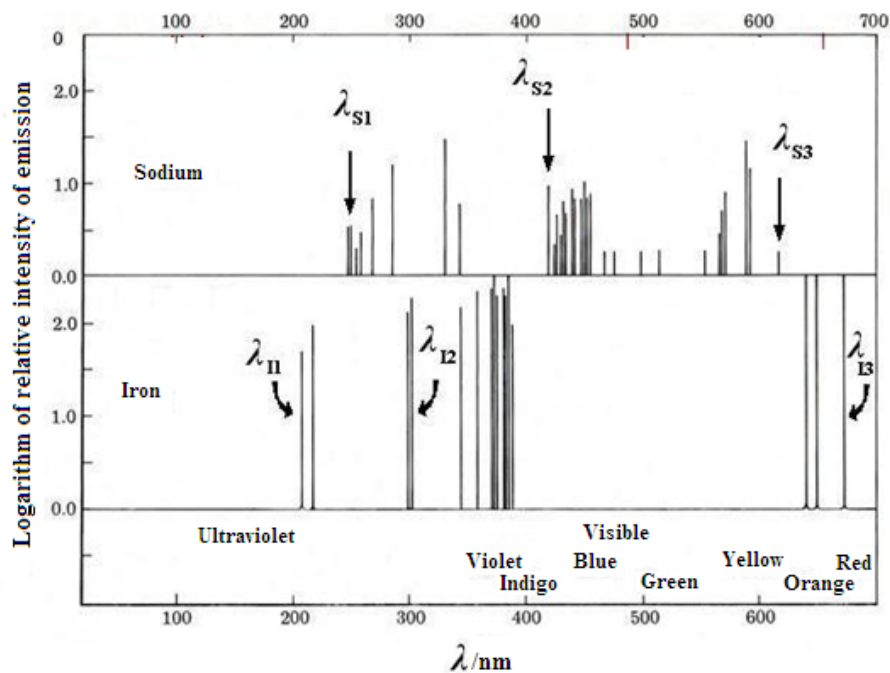 0 100 200 300 400 500 600 700
2.0
λS1
λS2
λS3
Sodium
1.0
0.0
2.0
λI1
λI2
λI3
Iron
1.0
0.0
Logarithm of relative intensity of emission
Ultraviolet
Visible
Violet
Blue
Yellow
Red
Indigo
Green
Orange
100 200 300 400 500 600 700
λ/nm